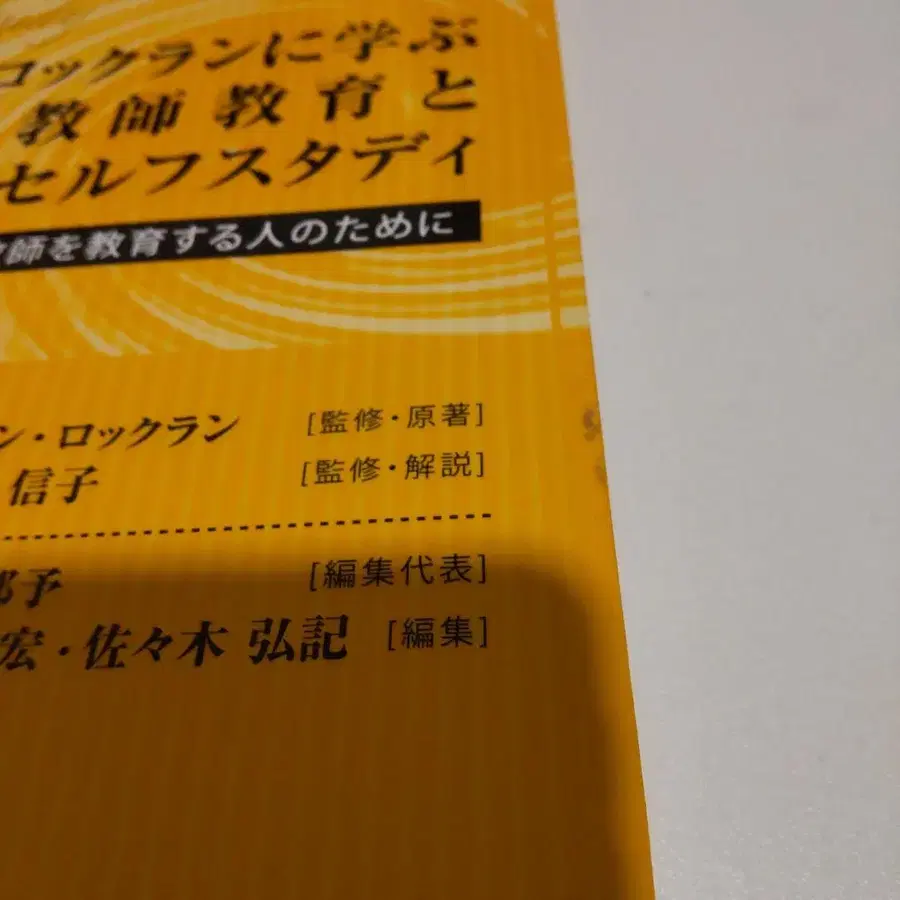 ロックランに学ぶ
教師教育と
セルフスタディ
師を教育する人のために
ン・ロックラン [監修・原著]
信子 [監修・解説]
予 [編集代表]
宏・佐々木 弘記 [編集]